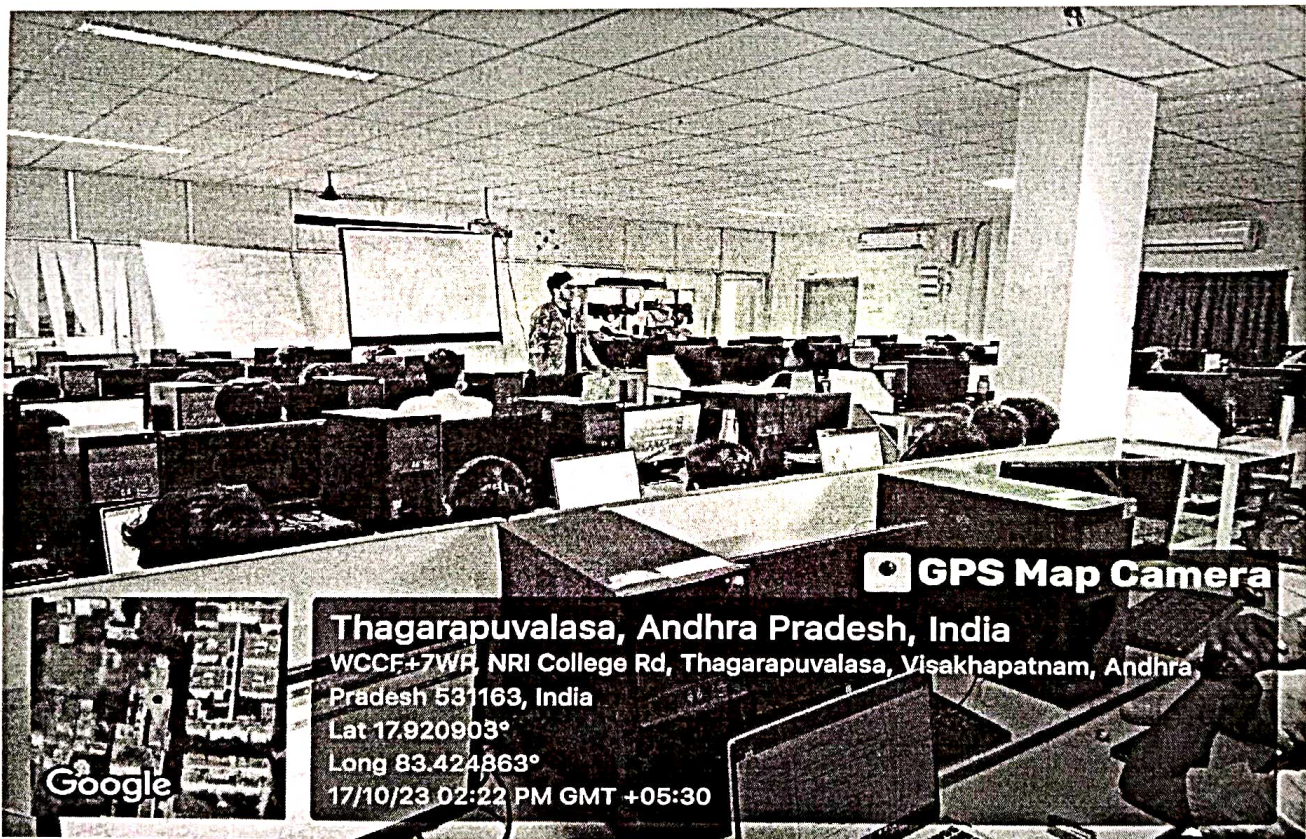 GPS Map Camera
Thagarapuvalasa, Andhra Pradesh, India
WCCF+7WP, NRI College Rd, Thagarapuvalasa, Visakhapatnam, Andhra
Pradesh 531163, India
Lat 17.920903°
Long 83.424863°
17/10/23 02:22 PM GMT +05:30
Google